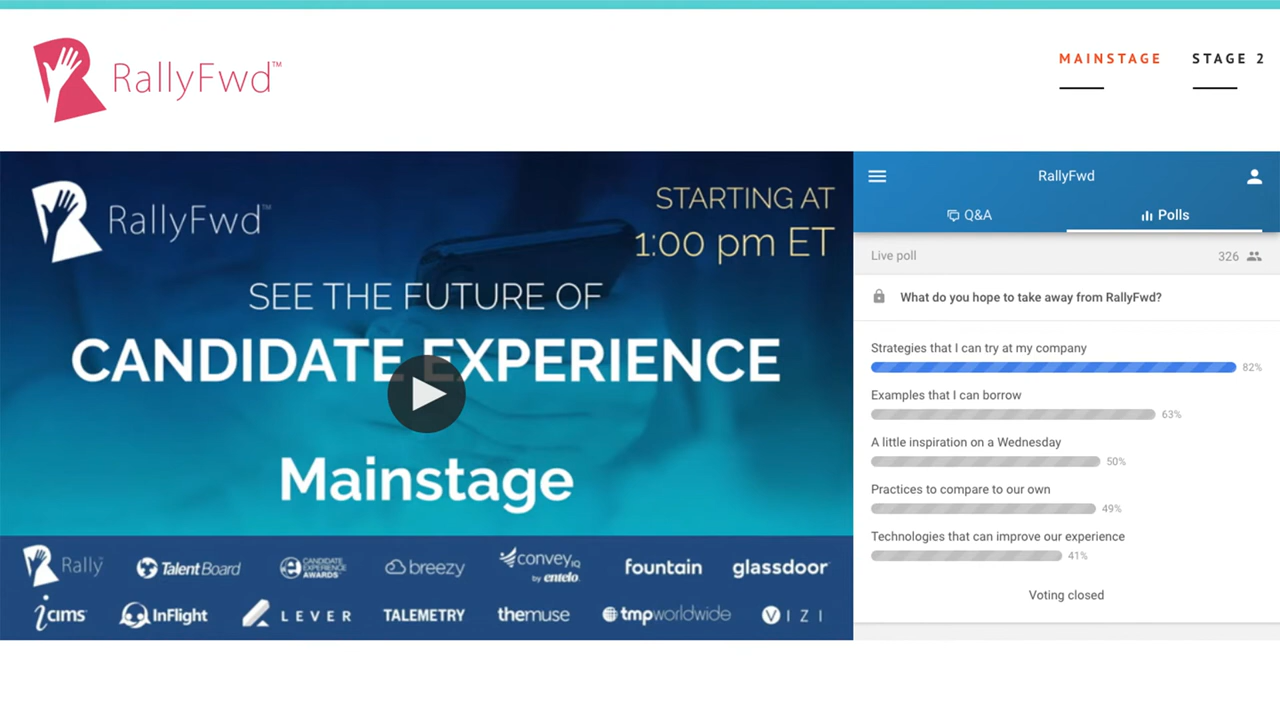 RallyFwd™
MAINSTAGE
STAGE 2
RallyFwd™
STARTING AT
1:00 pm ET
SEE THE FUTURE OF
CANDIDATE EXPERIENCE
Mainstage
Rally™
TalentBoard
CANDIDATE EXPERIENCE AWARDS
breezy
conveyIQ
by entelo
fountain
glassdoor
icims
InFlight
LEVER
TALEMETRY
themuse
tmpworldwide
VIZI
RallyFwd
Q&A
Polls
Live poll
326
What do you hope to take away from RallyFwd?
Strategies that I can try at my company
82%
Examples that I can borrow
63%
A little inspiration on a Wednesday
50%
Practices to compare to our own
49%
Technologies that can improve our experience
41%
Voting closed